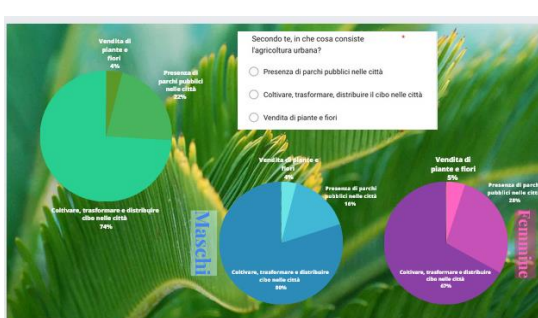 Vendita di
piante e
fiori
4%
Presenza di
parchi pubblici
nelle città
22%
Coltivare, trasformare e distribuire
cibo nelle città
74%
Secondo te, in che cosa consiste *
l'agricoltura urbana?
Presenza di parchi pubblici nelle città
Coltivare, trasformare, distribuire il cibo nelle città
Vendita di piante e fiori
Maschi
Vendita di piante e
fiori
4%
Presenza di parchi
pubblici nelle città
16%
Coltivare, trasformare e distribuire
cibo nelle città
80%
Vendita di
piante e fiori
5%
Presenza di parchi
pubblici nelle città
28%
Coltivare, trasformare e distribuire
cibo nelle città
67%
Femmine